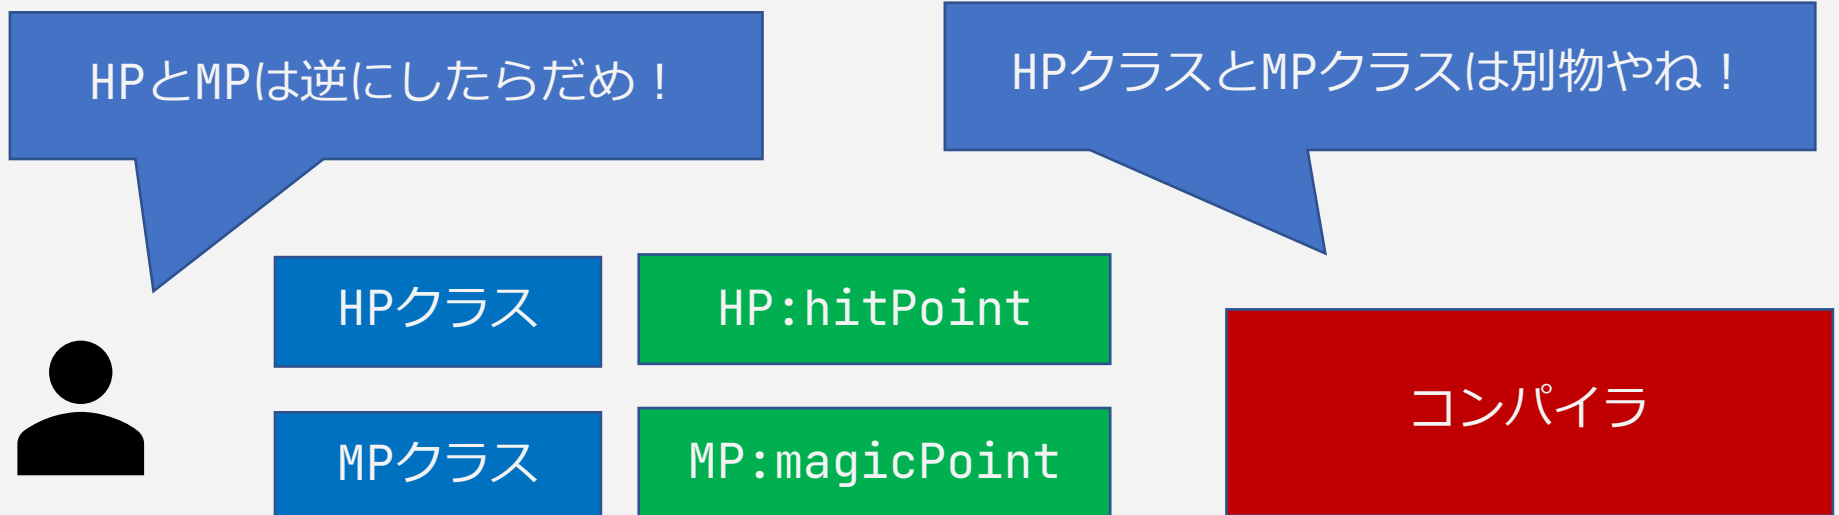 HPとMPは逆にしたらだめ！
HPクラスとMPクラスは別物やね！
HPクラス
HP:hitPoint
MPクラス
MP:magicPoint
コンパイラ